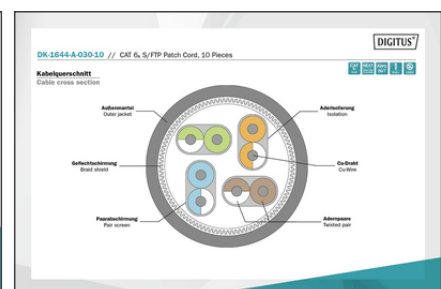 DIGITUS®
DK-1644-A-030-10 // CAT 6A S/FTP Patch Cord, 10 Pieces
Kabelquerschnitt
Cable cross section
Außenmantel
Outer jacket
Aderisolierung
Isolation
Geflechtschirmung
Braid shield
Cu-Draht
Cu-Wire
Paarabschirmung
Pair screen
Adernpaare
Twisted pair